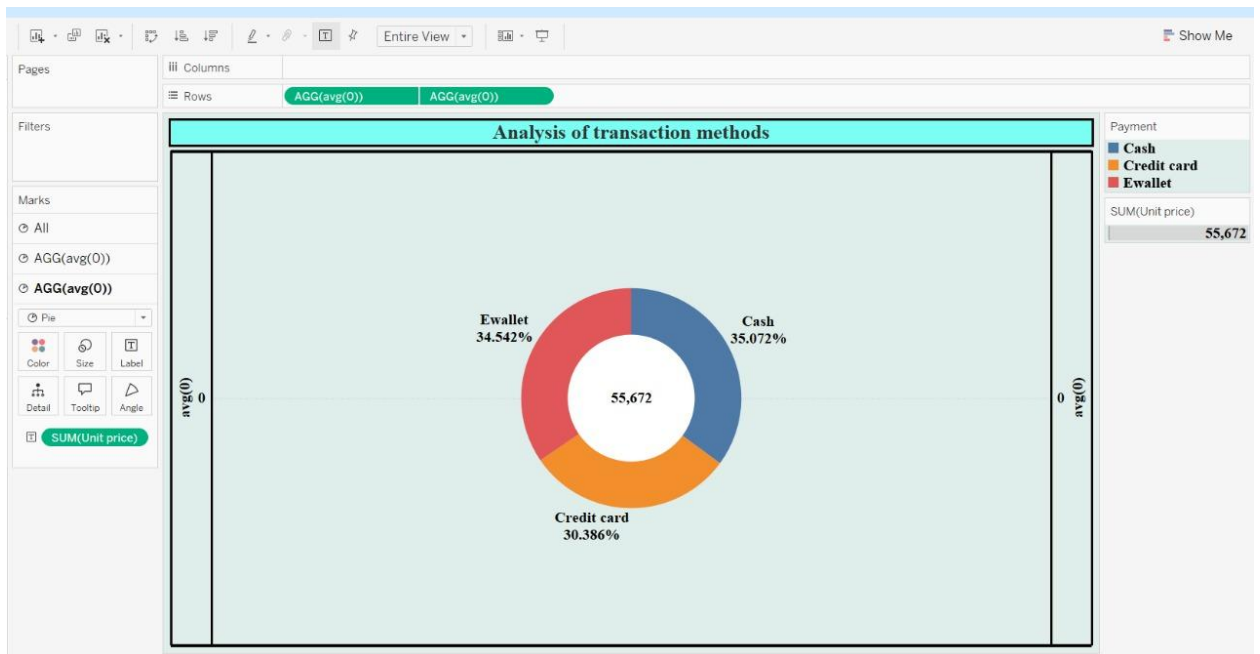 Entire View
Show Me
Pages
Columns
Rows
AGG(avg(0)) AGG(avg(0))
Filters
Marks
All
AGG(avg(0))
AGG(avg(0))
Pie
Color Size Label
Detail Tooltip Angle
SUM(Unit price)
Analysis of transaction methods
avg(0)
0
Ewallet
34.542%
Cash
35.072%
55,672
Credit card
30.386%
0
avg(0)
Payment
Cash
Credit card
Ewallet
SUM(Unit price)
55,672